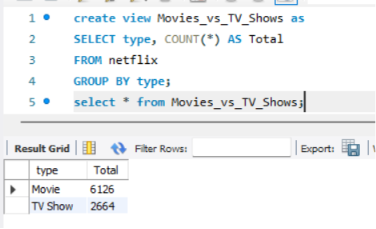 1 create view Movies_vs_TV_Shows as
2 SELECT type, COUNT(*) AS Total
3 FROM netflix
4 GROUP BY type;
5 select * from Movies_vs_TV_Shows;
Result Grid Filter Rows: Export:
type Total
Movie 6126
TV Show 2664